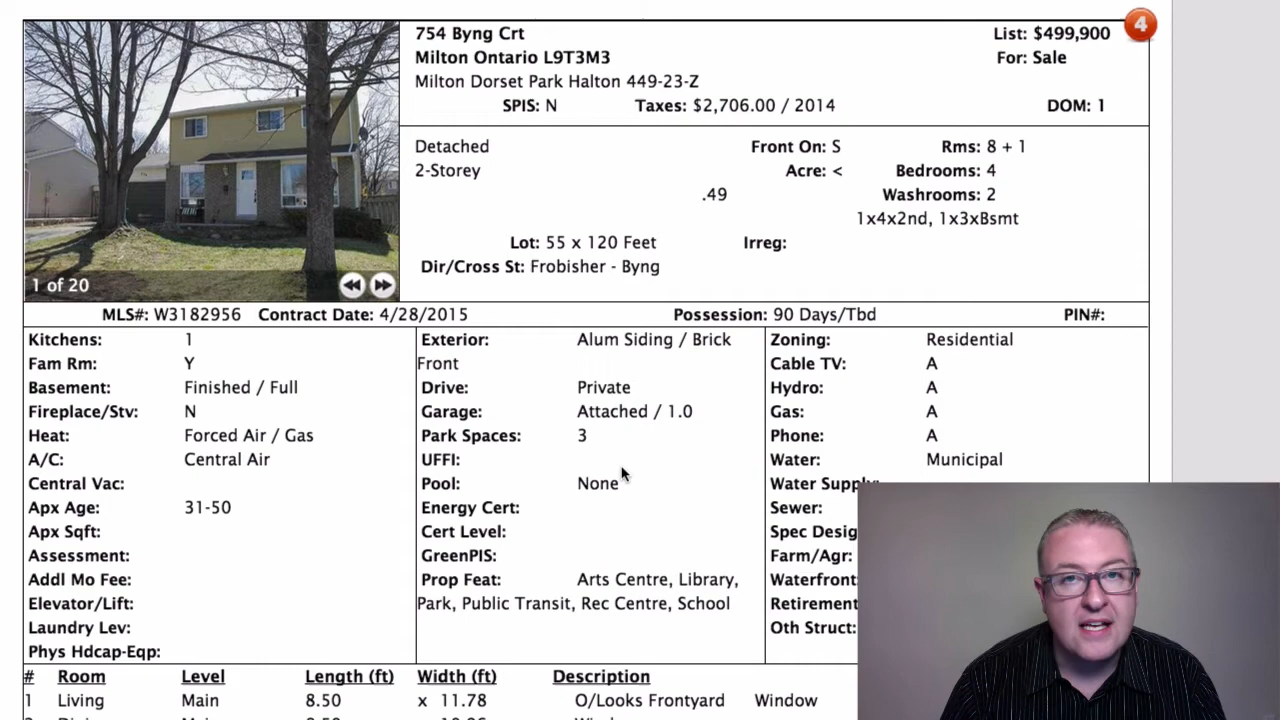 754 Byng Crt List: $499,900 4
Milton Ontario L9T3M3 For: Sale
Milton Dorset Park Halton 449-23-Z
SPIS: N Taxes: $2,706.00 / 2014 DOM: 1
Detached Front On: S Rms: 8 + 1
2-Storey Acre: < Bedrooms: 4
.49 Washrooms: 2
1x4x2nd, 1x3xBsmt
Lot: 55 x 120 Feet Irreg:
Dir/Cross St: Frobisher - Byng
1 of 20
MLS#: W3182956 Contract Date: 4/28/2015 Possession: 90 Days/Tbd PIN#:
Kitchens: 1
Fam Rm: Y
Basement: Finished / Full
Fireplace/Stv: N
Heat: Forced Air / Gas
A/C: Central Air
Central Vac:
Apx Age: 31-50
Apx Sqft:
Assessment:
Addl Mo Fee:
Elevator/Lift:
Laundry Lev:
Phys Hdcap-Eqp:
Exterior: Alum Siding / Brick
Front
Drive: Private
Garage: Attached / 1.0
Park Spaces: 3
UFFI:
Pool: None
Energy Cert:
Cert Level:
GreenPIS:
Prop Feat: Arts Centre, Library,
Park, Public Transit, Rec Centre, School
Zoning: Residential
Cable TV: A
Hydro: A
Gas: A
Phone: A
Water: Municipal
Water Supply:
Sewer:
Spec Desig
Farm/Agr:
Waterfront:
Retirement
Oth Struct:
# Room Level Length (ft) Width (ft) Description
1 Living Main 8.50 x 11.78 O/Looks Frontyard Window